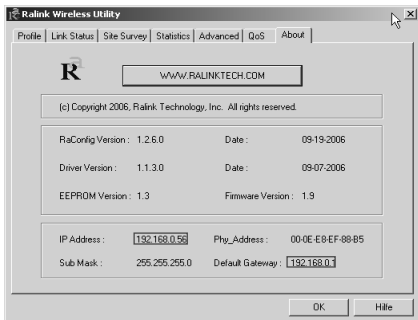 Ralink Wireless Utility
Profile Link Status Site Survey Statistics Advanced QoS About
R
WWW.RALINKTECH.COM
(c) Copyright 2006, Ralink Technology, Inc. All rights reserved.
RaConfig Version : 1.2.6.0 Date : 09-19-2006
Driver Version : 1.1.3.0 Date : 09-07-2006
EEPROM Version : 1.3 Firmware Version : 1.9
IP Address : 192.168.0.56 Phy_Address : 00-0E-E8-EF-88-B5
Sub Mask : 255.255.255.0 Default Gateway : 192.168.0.1
OK Hilfe